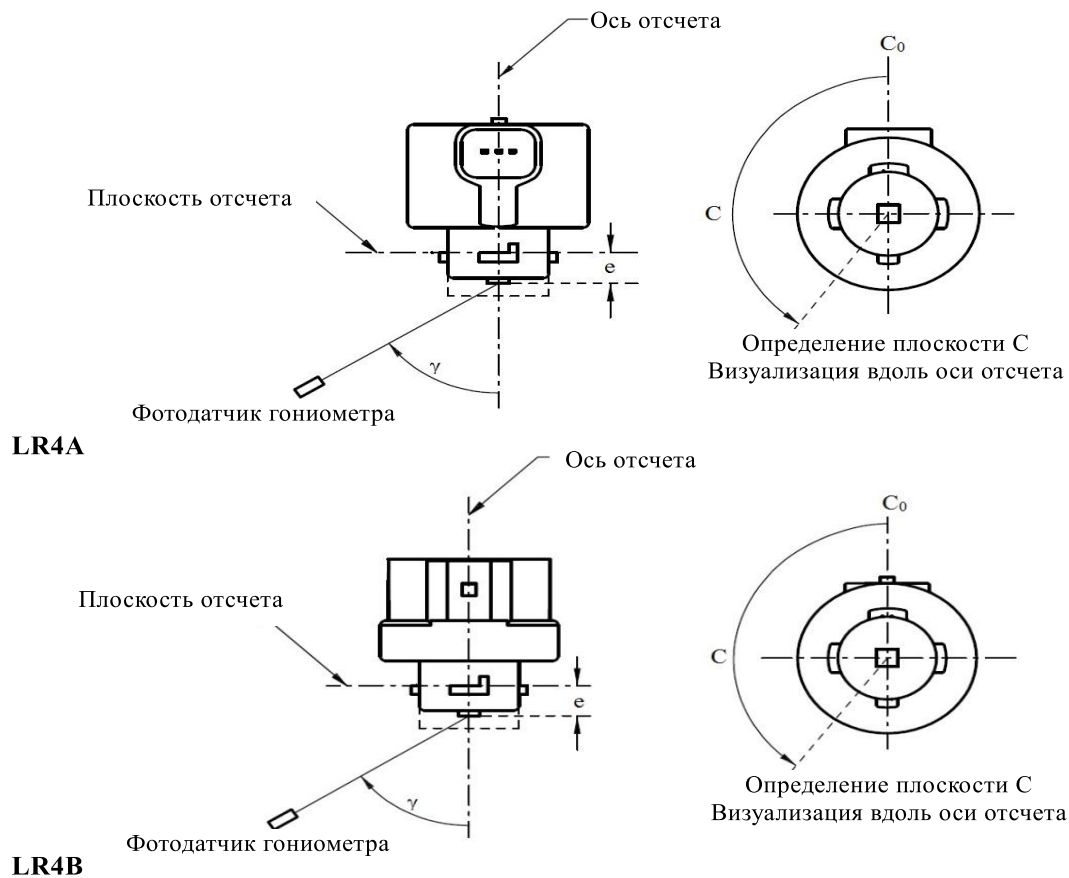 Ось отсчета
C₀
Плоскость отсчета
C
e
γ
Определение плоскости С
Визуализация вдоль оси отсчета
Фотодатчик гониометра
LR4A
Ось отсчета
C₀
Плоскость отсчета
C
e
γ
Определение плоскости С
Визуализация вдоль оси отсчета
Фотодатчик гониометра
LR4B